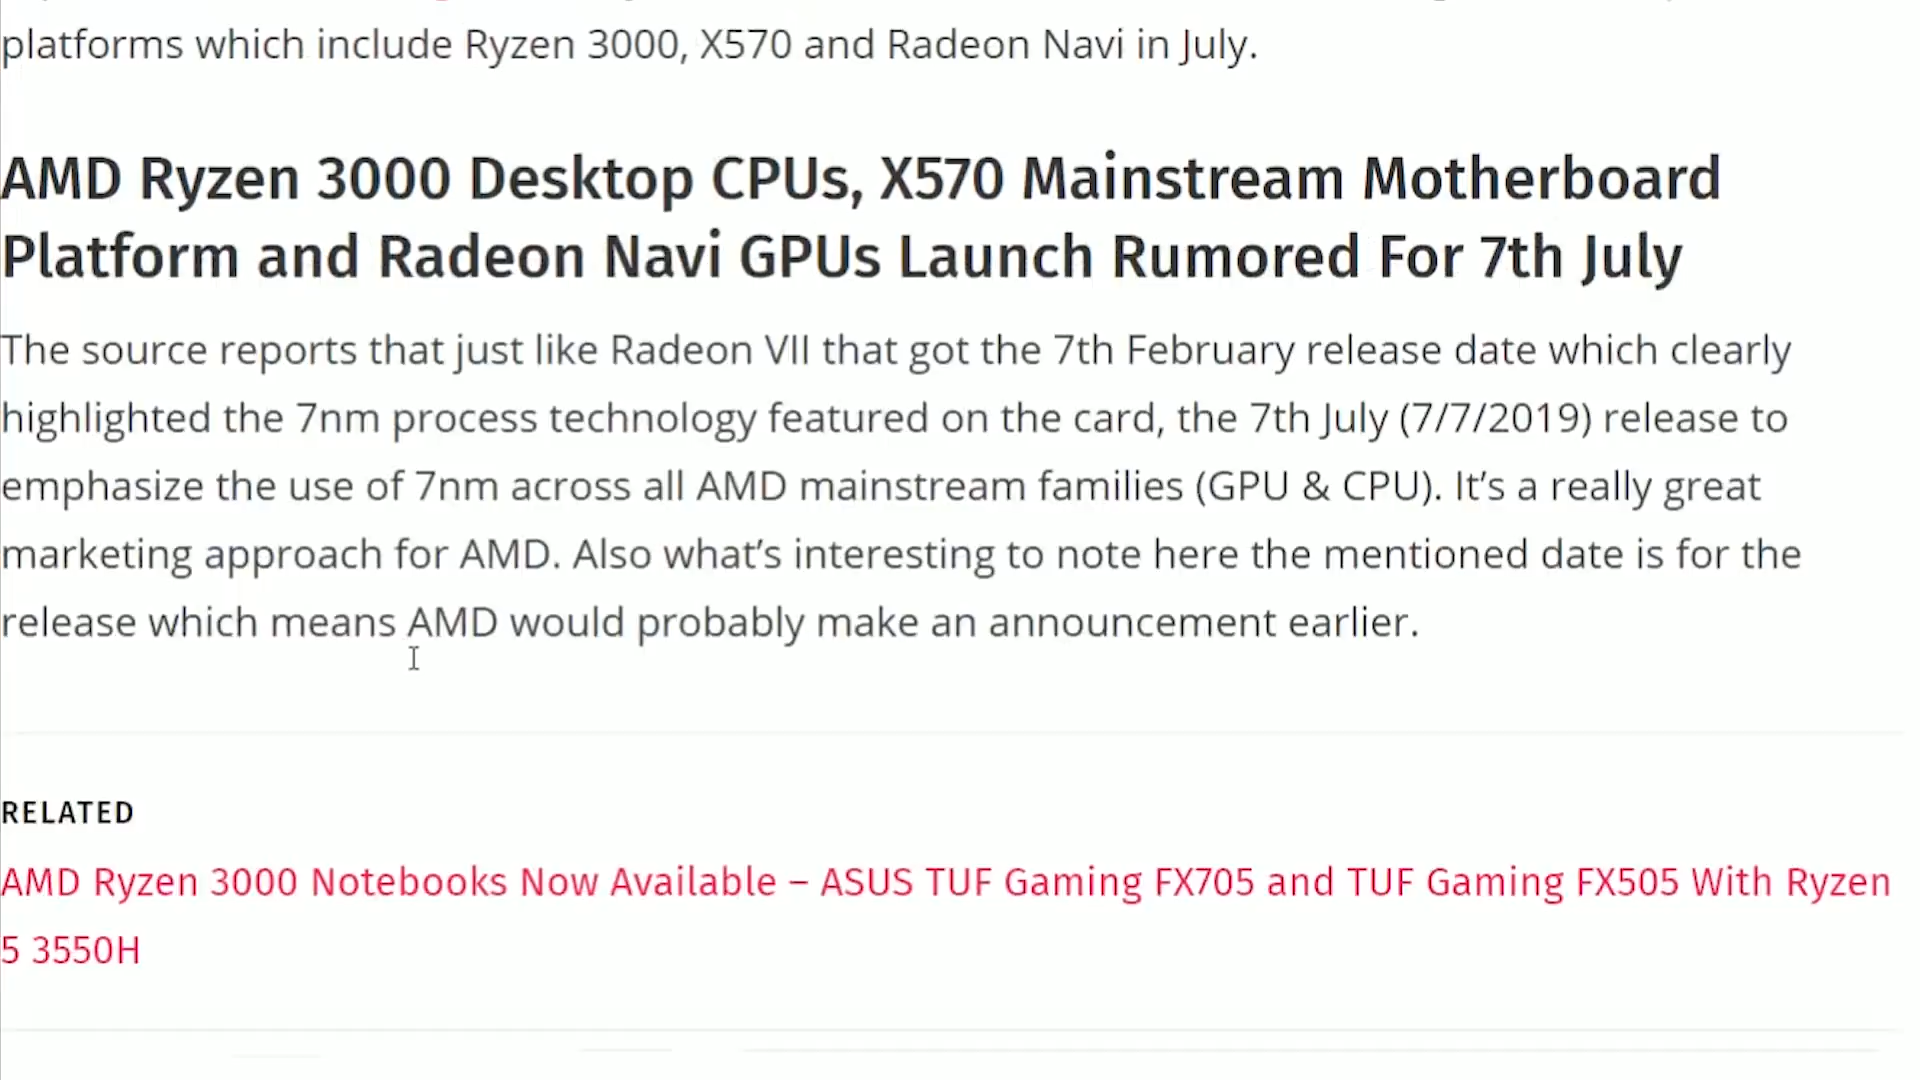 platforms which include Ryzen 3000, X570 and Radeon Navi in July.
AMD Ryzen 3000 Desktop CPUs, X570 Mainstream Motherboard
Platform and Radeon Navi GPUs Launch Rumored For 7th July
The source reports that just like Radeon VII that got the 7th February release date which clearly
highlighted the 7nm process technology featured on the card, the 7th July (7/7/2019) release to
emphasize the use of 7nm across all AMD mainstream families (GPU & CPU). It’s a really great
marketing approach for AMD. Also what’s interesting to note here the mentioned date is for the
release which means AMD would probably make an announcement earlier.
RELATED
AMD Ryzen 3000 Notebooks Now Available – ASUS TUF Gaming FX705 and TUF Gaming FX505 With Ryzen
5 3550H